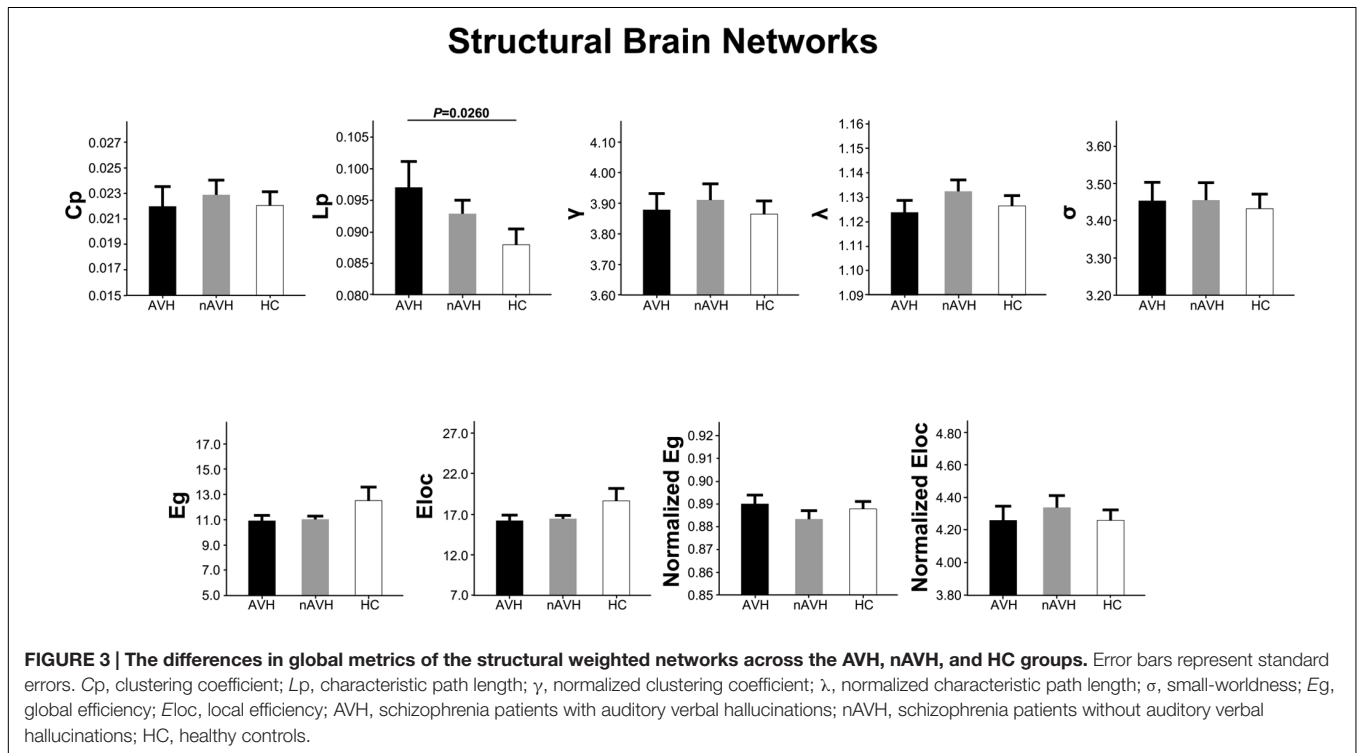 Structural Brain Networks
P=0.0260
Cp
0.027
0.025
0.023
0.021
0.019
0.017
0.015
AVH nAVH HC
Lp
0.105
0.100
0.095
0.090
0.085
0.080
AVH nAVH HC
γ
4.10
4.00
3.90
3.80
3.70
3.60
AVH nAVH HC
λ
1.16
1.15
1.14
1.13
1.12
1.11
1.10
1.09
AVH nAVH HC
σ
3.60
3.50
3.40
3.30
3.20
AVH nAVH HC
Eg
17.0
15.0
13.0
11.0
9.0
7.0
5.0
AVH nAVH HC
Eloc
27.0
22.0
17.0
12.0
7.0
AVH nAVH HC
Normalized Eg
0.92
0.91
0.90
0.89
0.88
0.87
0.86
0.85
AVH nAVH HC
Normalized Eloc
4.80
4.60
4.40
4.20
4.00
3.80
AVH nAVH HC
FIGURE 3 | The differences in global metrics of the structural weighted networks across the AVH, nAVH, and HC groups. Error bars represent standard
errors. Cp, clustering coefficient; Lp, characteristic path length; γ, normalized clustering coefficient; λ, normalized characteristic path length; σ, small-worldness; Eg,
global efficiency; Eloc, local efficiency; AVH, schizophrenia patients with auditory verbal hallucinations; nAVH, schizophrenia patients without auditory verbal
hallucinations; HC, healthy controls.